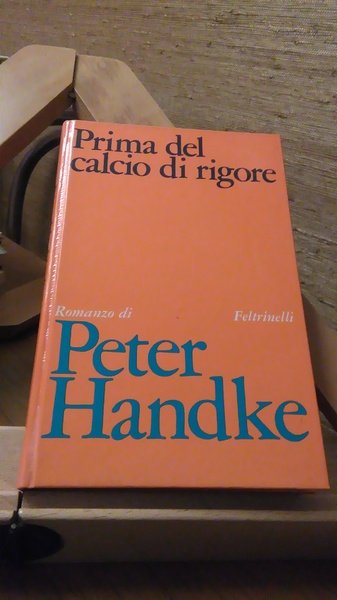 Prima del
calcio di rigore
Romanzo di
Feltrinelli
Peter
Handke